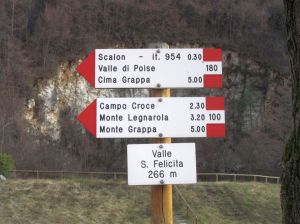 Scalon - it. 954 0.30
Valle di Poise 180
Cima Grappa 5.00
Campo Croce 2.30
Monte Legnarola 3.20 100
Monte Grappa 5.00
Valle
S. Felicita
266 m